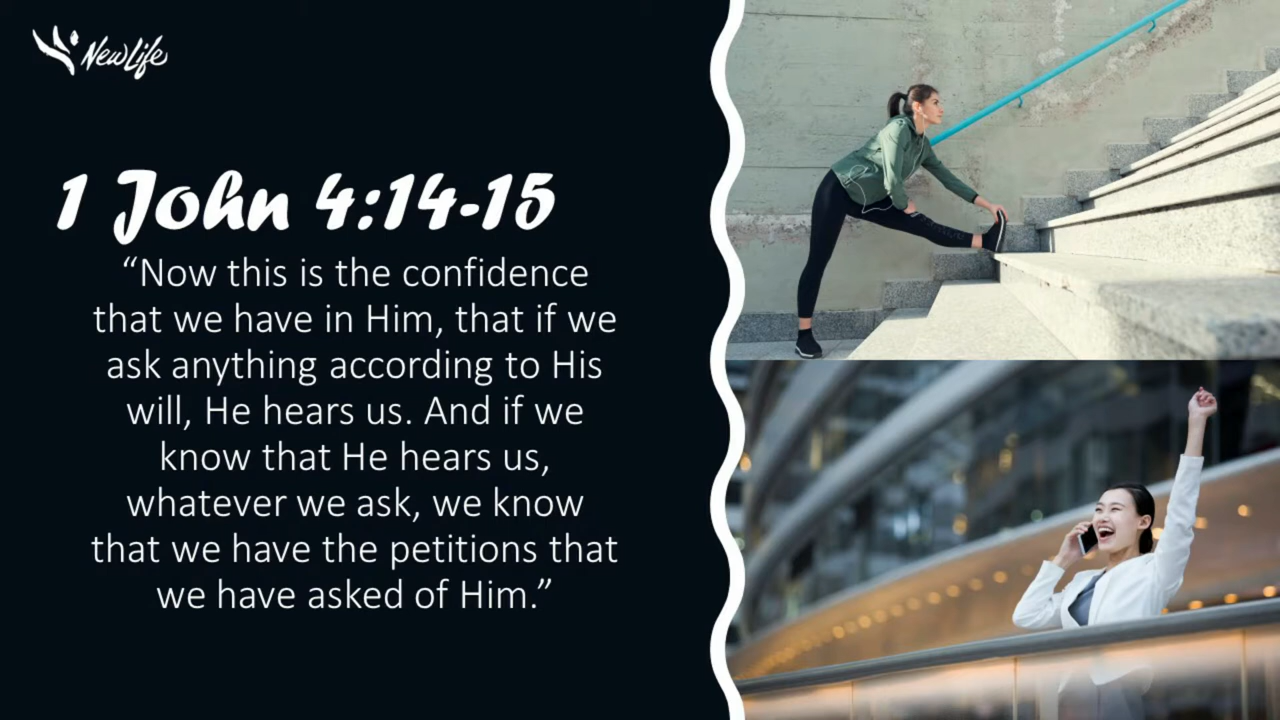 New Life
1 John 4:14-15
“Now this is the confidence
that we have in Him, that if we
ask anything according to His
will, He hears us. And if we
know that He hears us,
whatever we ask, we know
that we have the petitions that
we have asked of Him.”